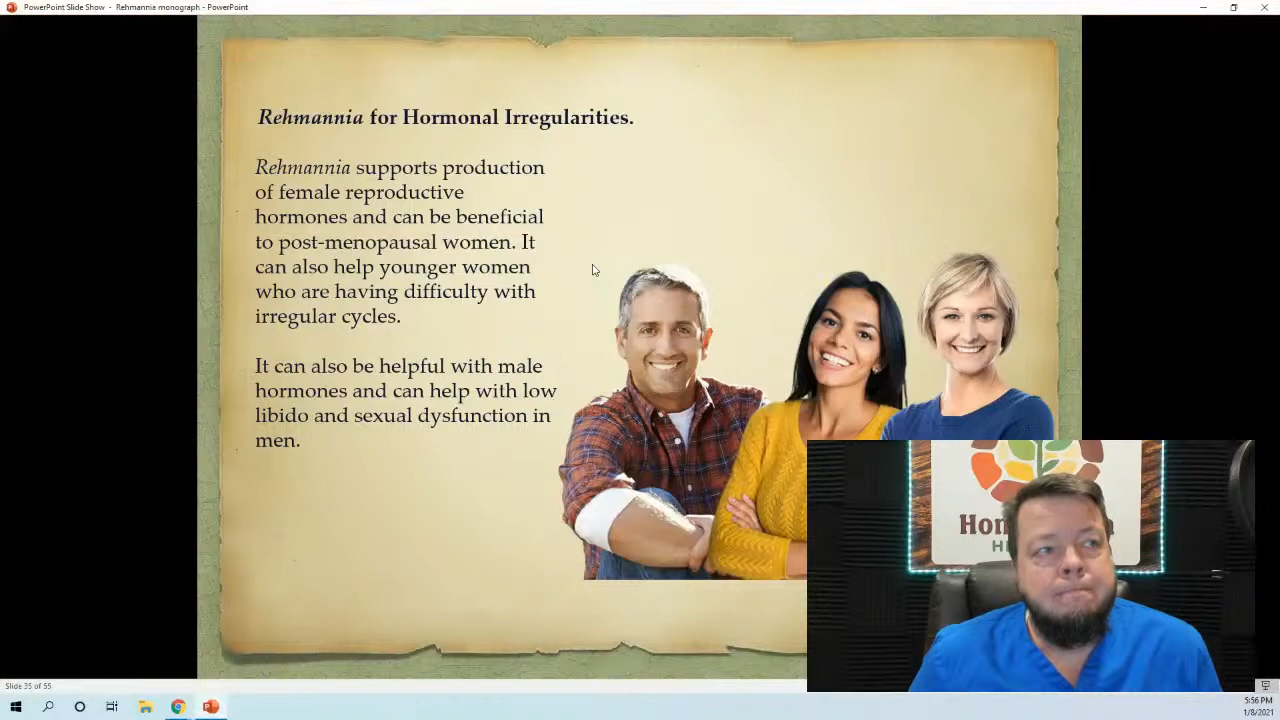 PowerPoint Slide Show - Rehmannia monograph - PowerPoint
Rehmannia for Hormonal Irregularities.
Rehmannia supports production
of female reproductive
hormones and can be beneficial
to post-menopausal women. It
can also help younger women
who are having difficulty with
irregular cycles.
It can also be helpful with male
hormones and can help with low
libido and sexual dysfunction in
men.
Slide 35 of 55
5:56 PM
1/8/2021